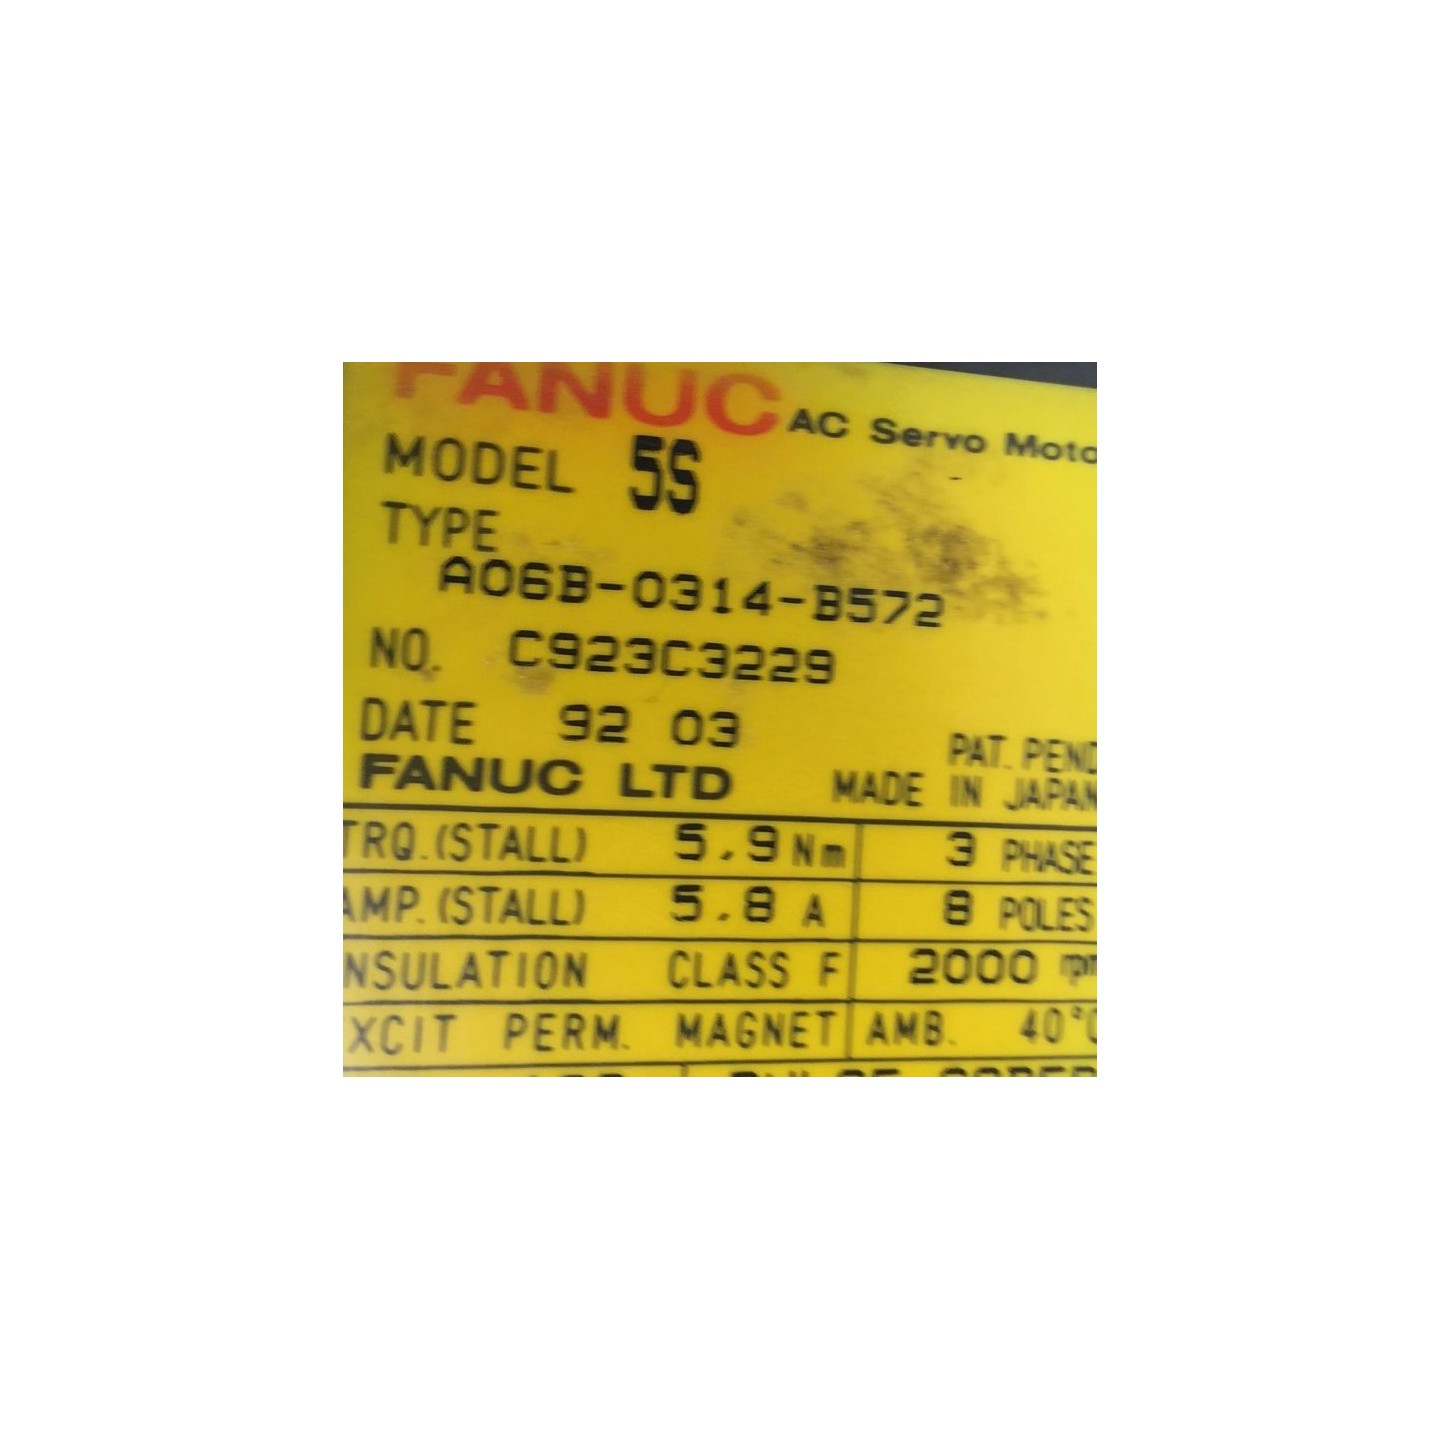 FANUC AC Servo Moto
MODEL 5S
TYPE
A06B-0314-B572
NO. C923C3229
DATE 92 03
PAT. PEND
FANUC LTD MADE IN JAPAN
TRQ.(STALL) 5.9 Nm 3 PHASE
AMP.(STALL) 5.8 A 8 POLES
NSULATION CLASS F 2000 rpm
XCIT PERM. MAGNET AMB. 40°C